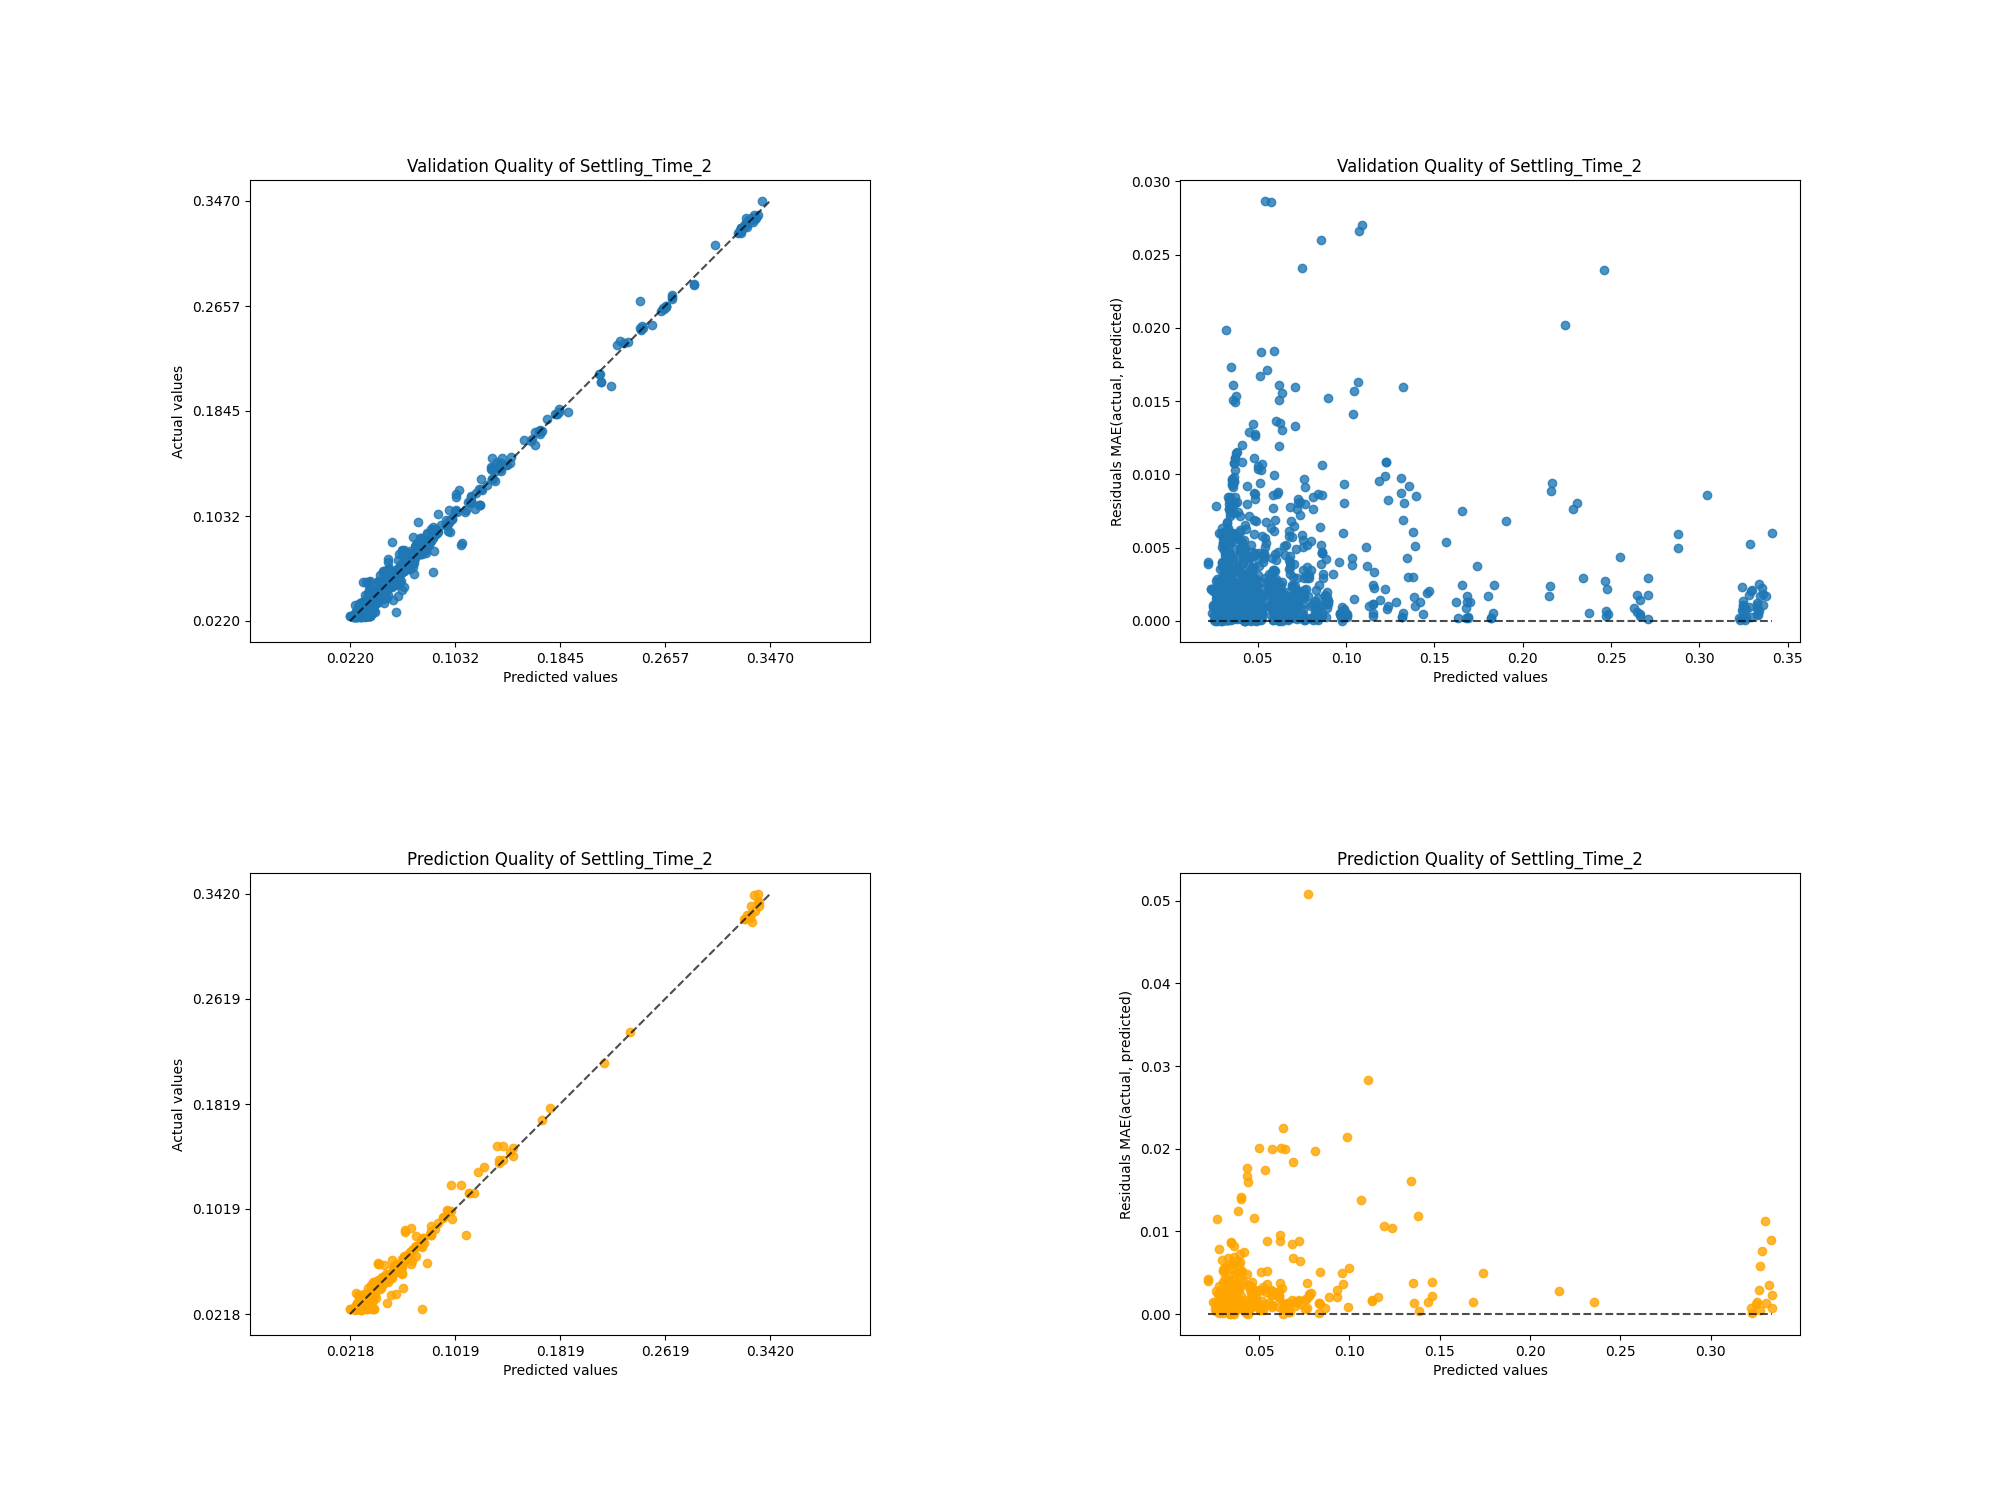 Validation Quality of Settling_Time_2
0.3470
0.2657
0.1845
0.1032
0.0220
Actual values
0.0220 0.1032 0.1845 0.2657 0.3470
Predicted values
Validation Quality of Settling_Time_2
0.030
0.025
0.020
0.015
0.010
0.005
0.000
Residuals MAE(actual, predicted)
0.05 0.10 0.15 0.20 0.25 0.30 0.35
Predicted values
Prediction Quality of Settling_Time_2
0.3420
0.2619
0.1819
0.1019
0.0218
Actual values
0.0218 0.1019 0.1819 0.2619 0.3420
Predicted values
Prediction Quality of Settling_Time_2
0.05
0.04
0.03
0.02
0.01
0.00
Residuals MAE(actual, predicted)
0.05 0.10 0.15 0.20 0.25 0.30
Predicted values